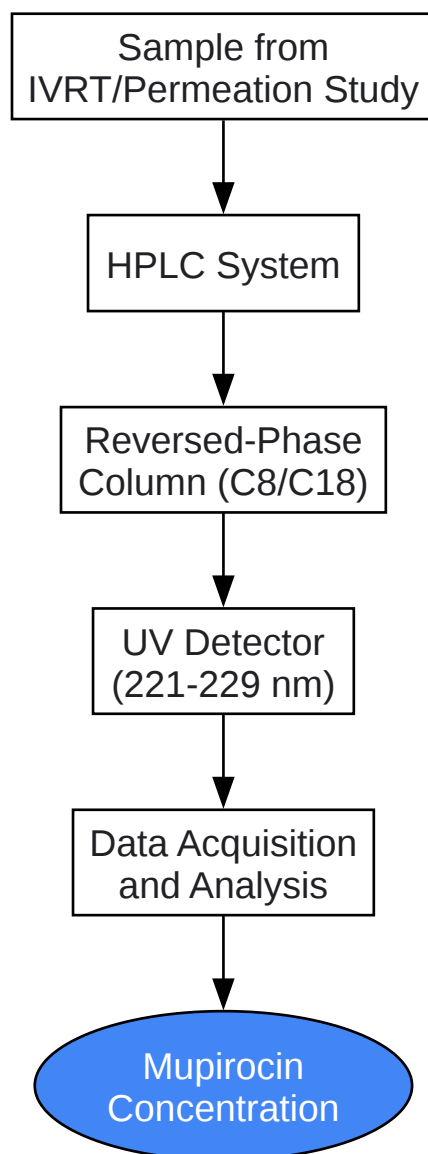 Sample from
IVRT/Permeation Study
HPLC System
Reversed-Phase
Column (C8/C18)
UV Detector
(221-229 nm)
Data Acquisition
and Analysis
Mupirocin
Concentration